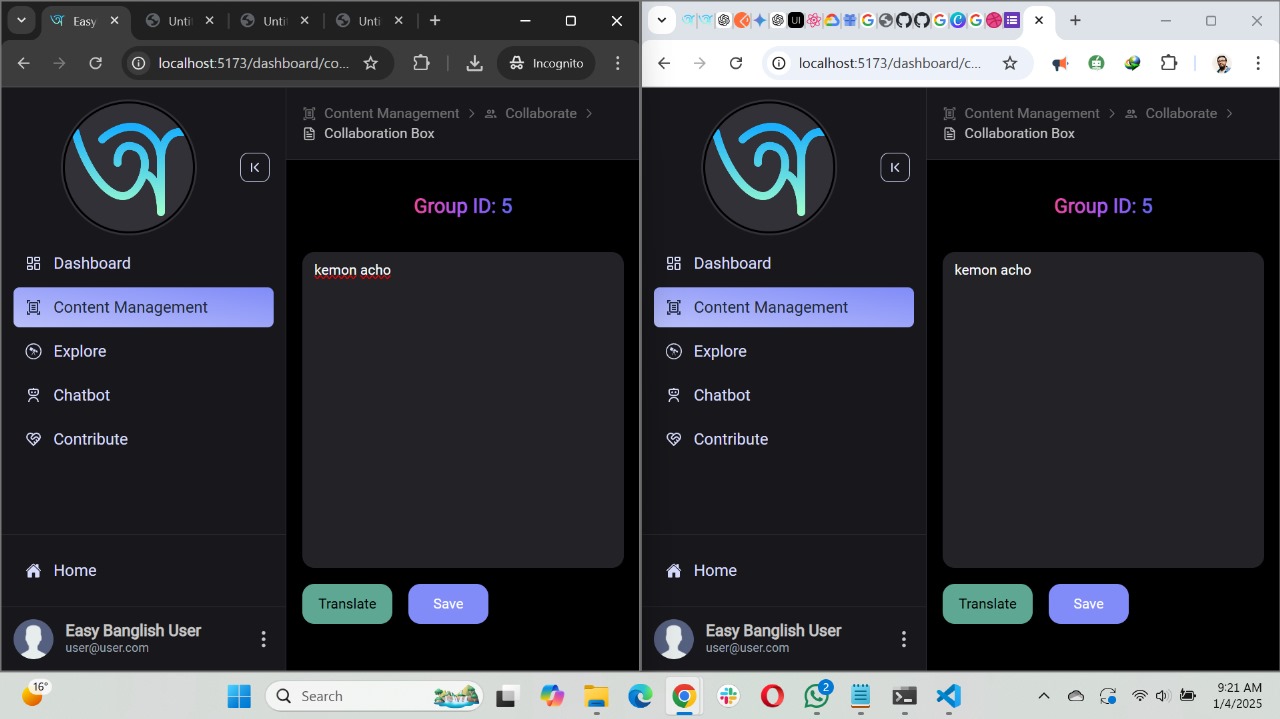 Easy
Unti
Unti
Unti
localhost:5173/dashboard/co...
Incognito
Content Management
Collaborate
Collaboration Box
অ
Group ID: 5
Dashboard
kemon acho
Content Management
Explore
Chatbot
Contribute
Home
Translate
Save
Easy Banglish User
user@user.com
UI
localhost:5173/dashboard/c...
Content Management
Collaborate
Collaboration Box
অ
Group ID: 5
Dashboard
kemon acho
Content Management
Explore
Chatbot
Contribute
Home
Translate
Save
Easy Banglish User
user@user.com
16°
Search
2
9:21 AM
1/4/2025